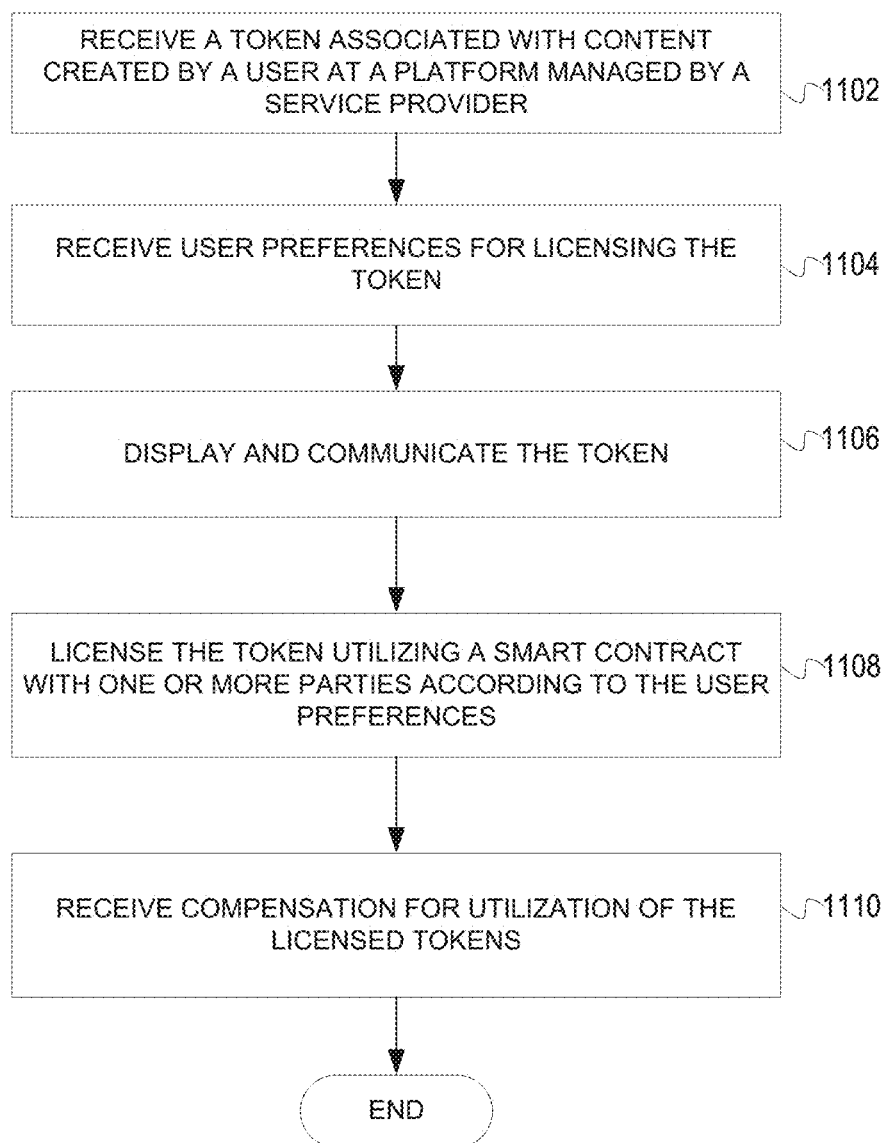 RECEIVE A TOKEN ASSOCIATED WITH CONTENT
CREATED BY A USER AT A PLATFORM MANAGED BY A
SERVICE PROVIDER
1102
RECEIVE USER PREFERENCES FOR LICENSING THE
TOKEN
1104
DISPLAY AND COMMUNICATE THE TOKEN
1106
LICENSE THE TOKEN UTILIZING A SMART CONTRACT
WITH ONE OR MORE PARTIES ACCORDING TO THE USER
PREFERENCES
1108
RECEIVE COMPENSATION FOR UTILIZATION OF THE
LICENSED TOKENS
1110
END